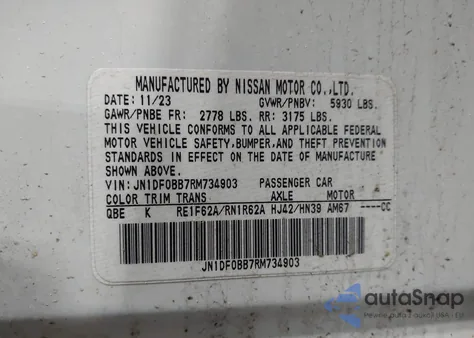 MANUFACTURED BY NISSAN MOTOR CO.,LTD.
DATE: 11/23 GVWR/PNBV: 5930 LBS.
GAWR/PNBE FR: 2778 LBS. RR: 3175 LBS.
THIS VEHICLE CONFORMS TO ALL APPLICABLE FEDERAL
MOTOR VEHICLE SAFETY,BUMPER,AND THEFT PREVENTION
STANDARDS IN EFFECT ON THE DATE OF MANUFACTURE
SHOWN ABOVE.
VIN: JN1DF0BB7RM734903 PASSENGER CAR
COLOR TRIM TRANS AXLE MOTOR
QBE K RE1F62A/RN1R62A HJ42/HN39 AM67 ----CC
JN1DF0BB7RM734903
autoSnap